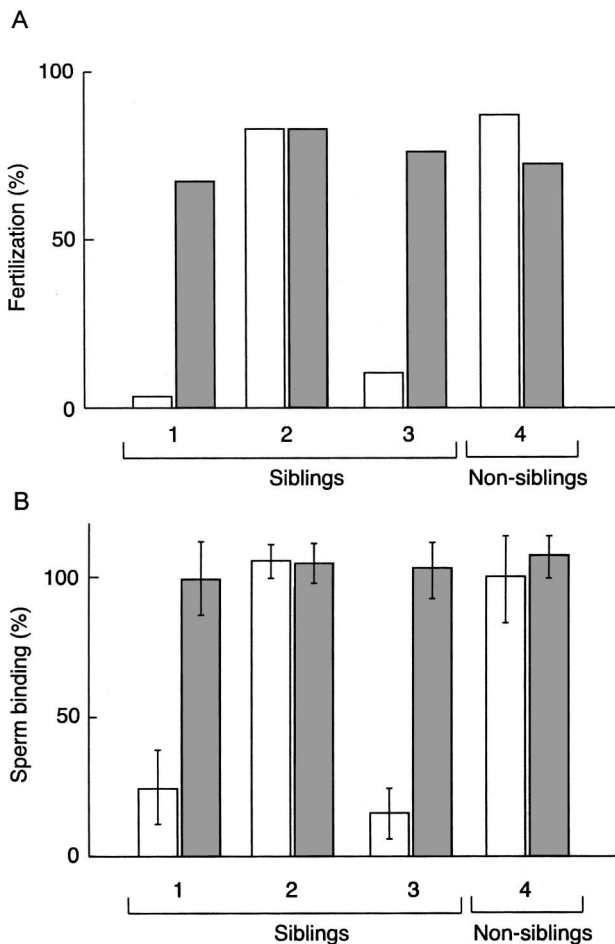 A
100
Fertilization (%)
50
0
1 2 3 4
Siblings Non-siblings
B
100
Sperm binding (%)
50
0
1 2 3 4
Siblings Non-siblings